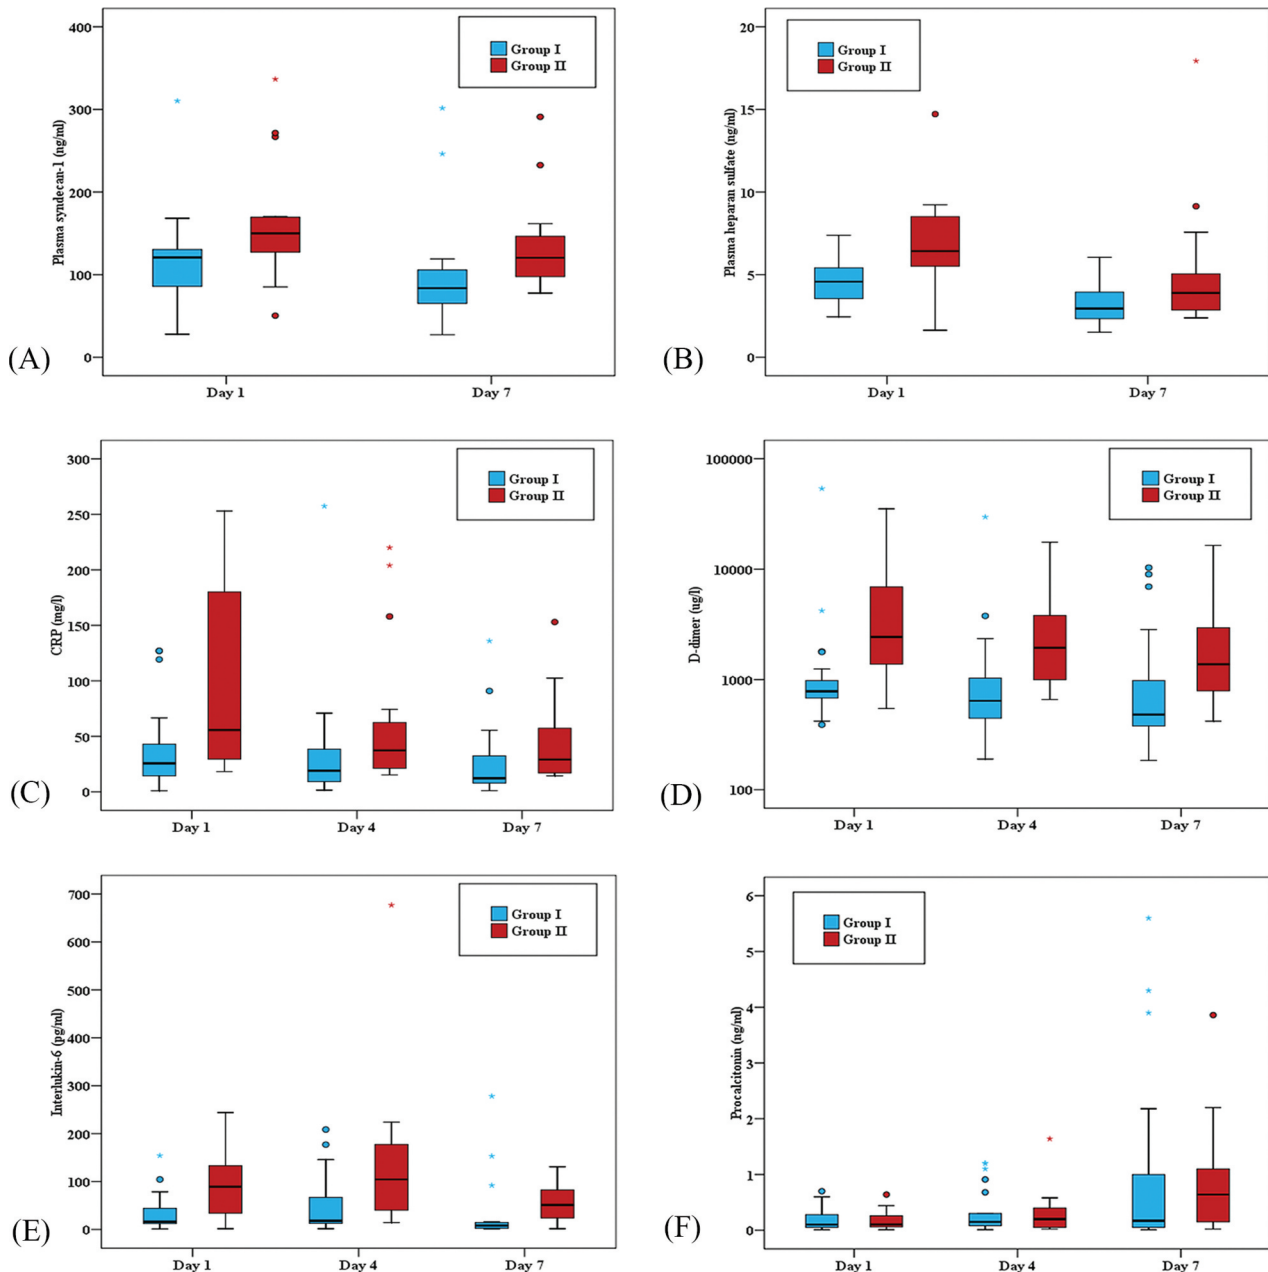 400
300
200
100
0
Plasma syndecan-1 (ng/ml)
Group I
Group II
Day 1
Day 7
(A)
20
15
10
5
0
Plasma heparan sulfate (ng/ml)
Group I
Group II
Day 1
Day 7
(B)
300
250
200
150
100
50
0
CRP (mg/l)
Group I
Group II
Day 1
Day 4
Day 7
(C)
100000
10000
1000
100
D-dimer (ug/l)
Group I
Group II
Day 1
Day 4
Day 7
(D)
700
600
500
400
300
200
100
0
Interlukin-6 (pg/ml)
Group I
Group II
Day 1
Day 4
Day 7
(E)
6
5
4
3
2
1
0
Procalcitonin (ng/ml)
Group I
Group II
Day 1
Day 4
Day 7
(F)